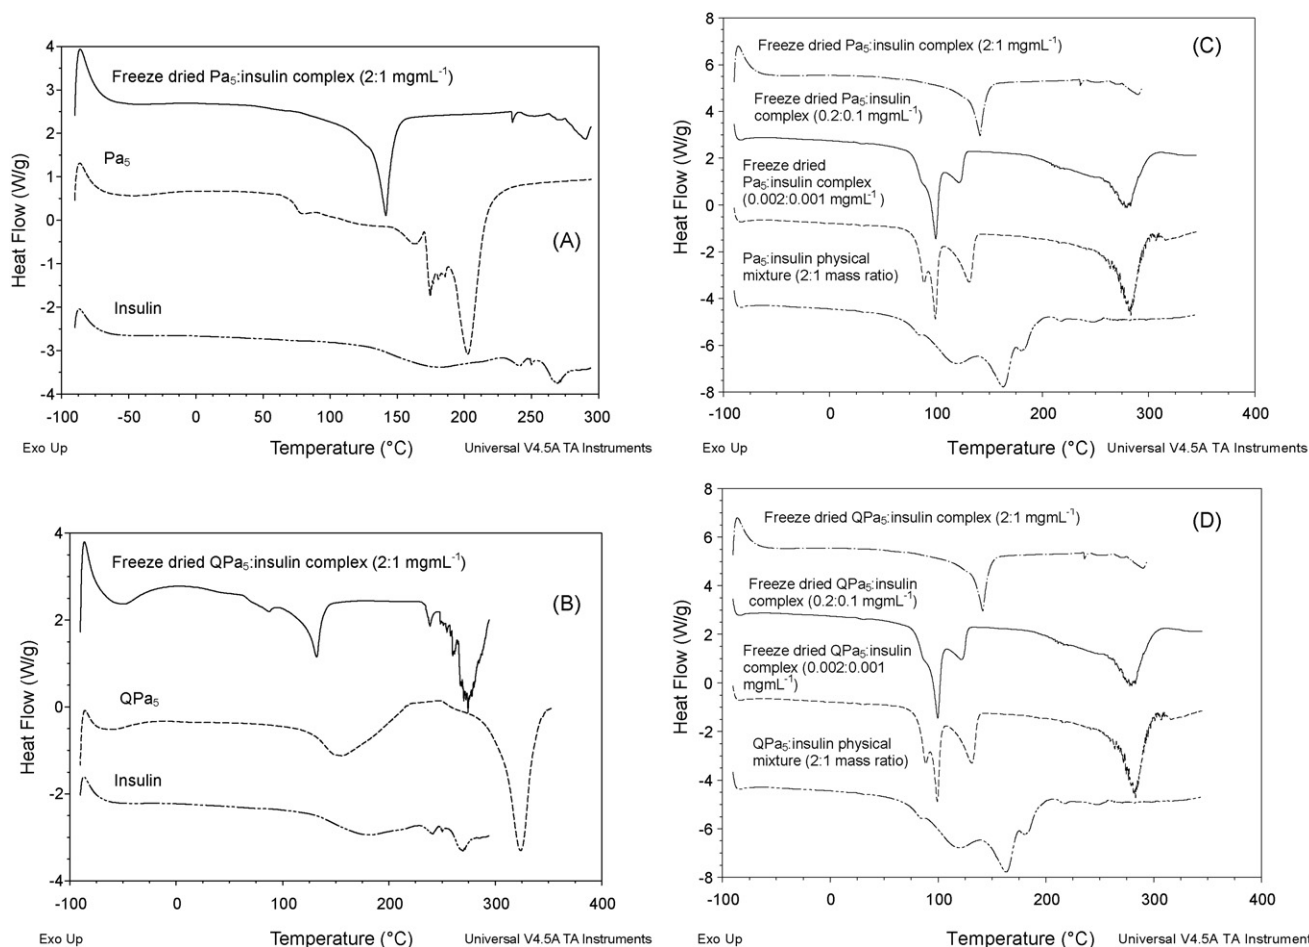 4
Freeze dried Pa₅:insulin complex (2:1 mgmL⁻¹)
3
2
Pa₅
1
0
(A)
-1
Insulin
-2
-3
-4
Heat Flow (W/g)
-100 -50 0 50 100 150 200 250 300
Exo Up Temperature (°C) Universal V4.5A TA Instruments
8
(C)
Freeze dried Pa₅:insulin complex (2:1 mgmL⁻¹)
6
Freeze dried Pa₅:insulin
complex (0.2:0.1 mgmL⁻¹)
4
2
Freeze dried
Pa₅:insulin complex
(0.002:0.001 mgmL⁻¹)
0
-2
Pa₅:insulin physical
mixture (2:1 mass ratio)
-4
-6
-8
Heat Flow (W/g)
-100 0 100 200 300 400
Exo Up Temperature (°C) Universal V4.5A TA Instruments
4
Freeze dried QPa₅:insulin complex (2:1 mgmL⁻¹)
(B)
2
QPa₅
0
Insulin
-2
-4
Heat Flow (W/g)
-100 0 100 200 300 400
Exo Up Temperature (°C) Universal V4.5A TA Instruments
8
Freeze dried QPa₅:insulin complex (2:1 mgmL⁻¹)
(D)
6
Freeze dried QPa₅:insulin
complex (0.2:0.1 mgmL⁻¹)
4
2
Freeze dried QPa₅:insulin
complex (0.002:0.001
mgmL⁻¹)
0
-2
QPa₅:insulin physical
mixture (2:1 mass ratio)
-4
-6
-8
Heat Flow (W/g)
-100 0 100 200 300 400
Exo Up Temperature (°C) Universal V4.5A TA Instruments